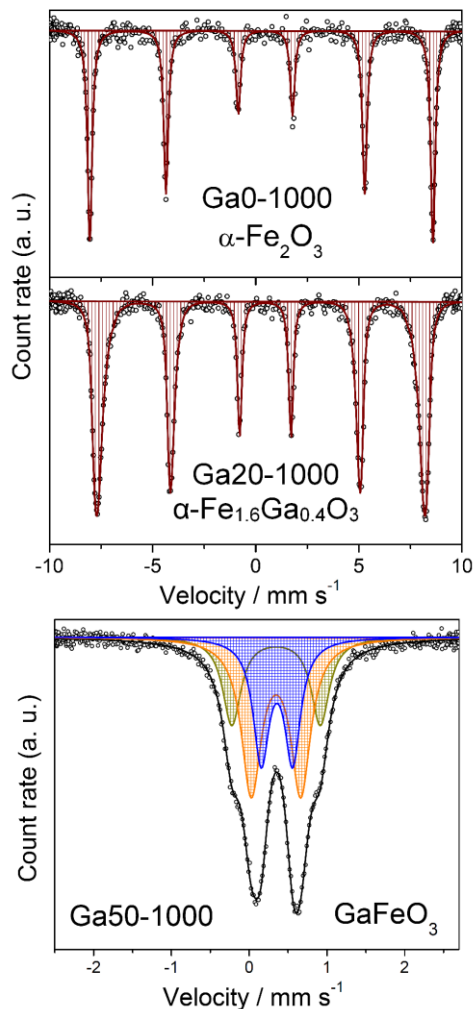 Count rate (a. u.)
Ga0-1000
α-Fe₂O₃
Ga20-1000
α-Fe₁.₆Ga₀.₄O₃
-10 -5 0 5 10
Velocity / mm s⁻¹
Count rate (a. u.)
Ga50-1000 GaFeO₃
-2 -1 0 1 2
Velocity / mm s⁻¹